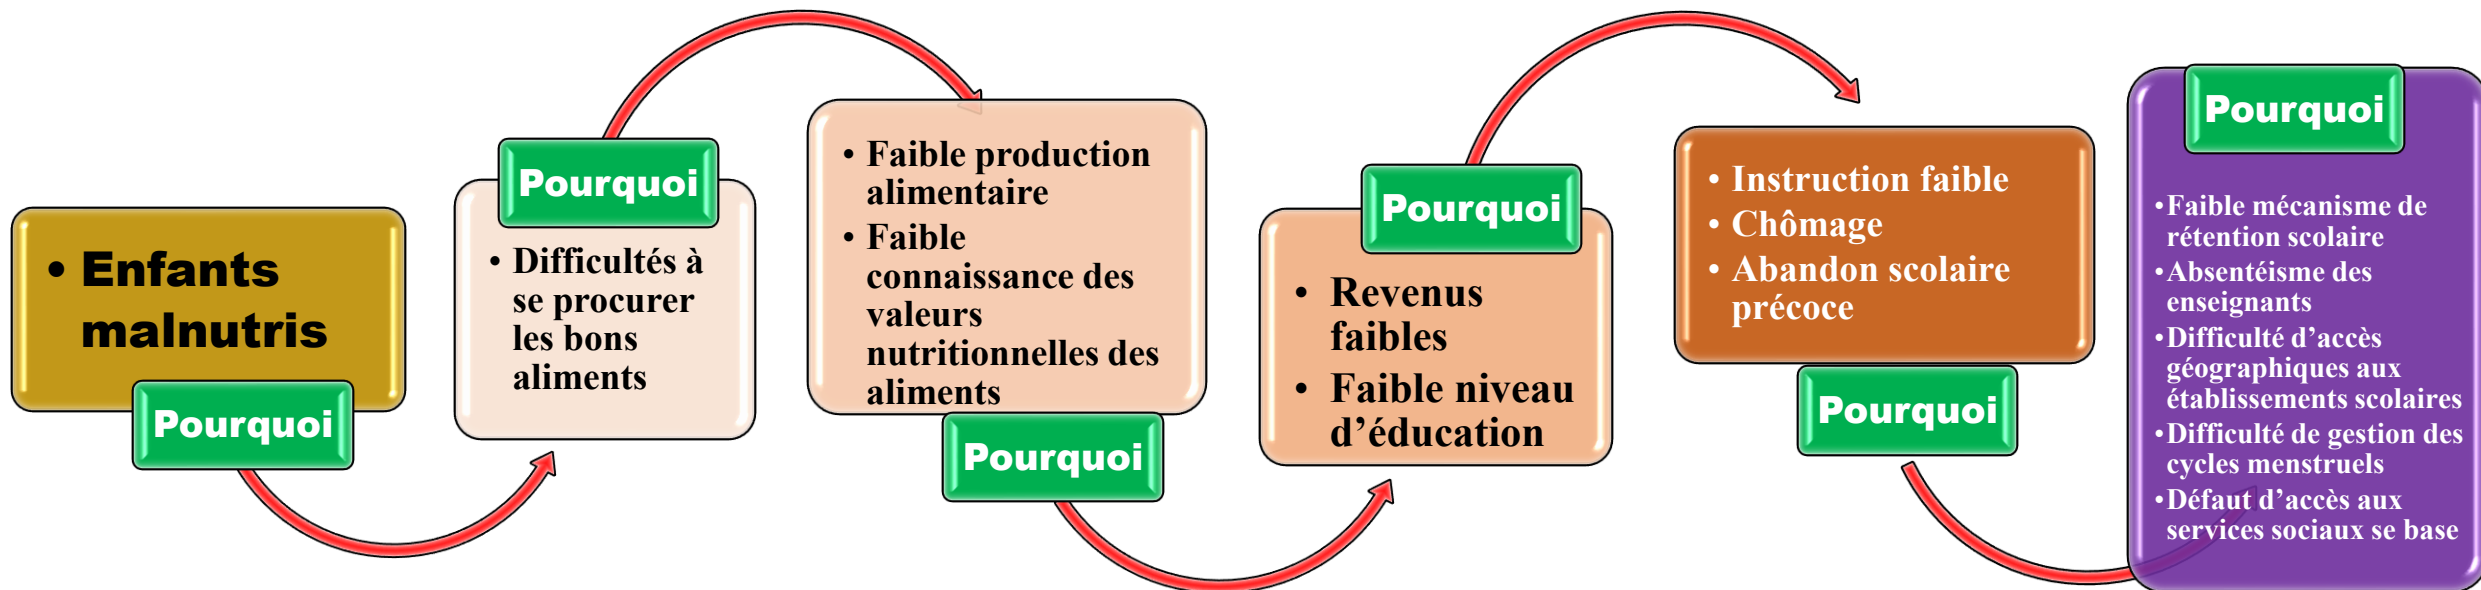 • Enfants
malnutris
Pourquoi
Pourquoi
• Difficultés à
se procurer
les bons
aliments
• Faible production
alimentaire
• Faible
connaissance des
valeurs
nutritionnelles des
aliments
Pourquoi
Pourquoi
• Revenus
faibles
• Faible niveau
d’éducation
• Instruction faible
• Chômage
• Abandon scolaire
précoce
Pourquoi
Pourquoi
•Faible mécanisme de
rétention scolaire
•Absentéisme des
enseignants
•Difficulté d’accès
géographiques aux
établissements scolaires
•Difficulté de gestion des
cycles menstruels
•Défaut d’accès aux
services sociaux se base